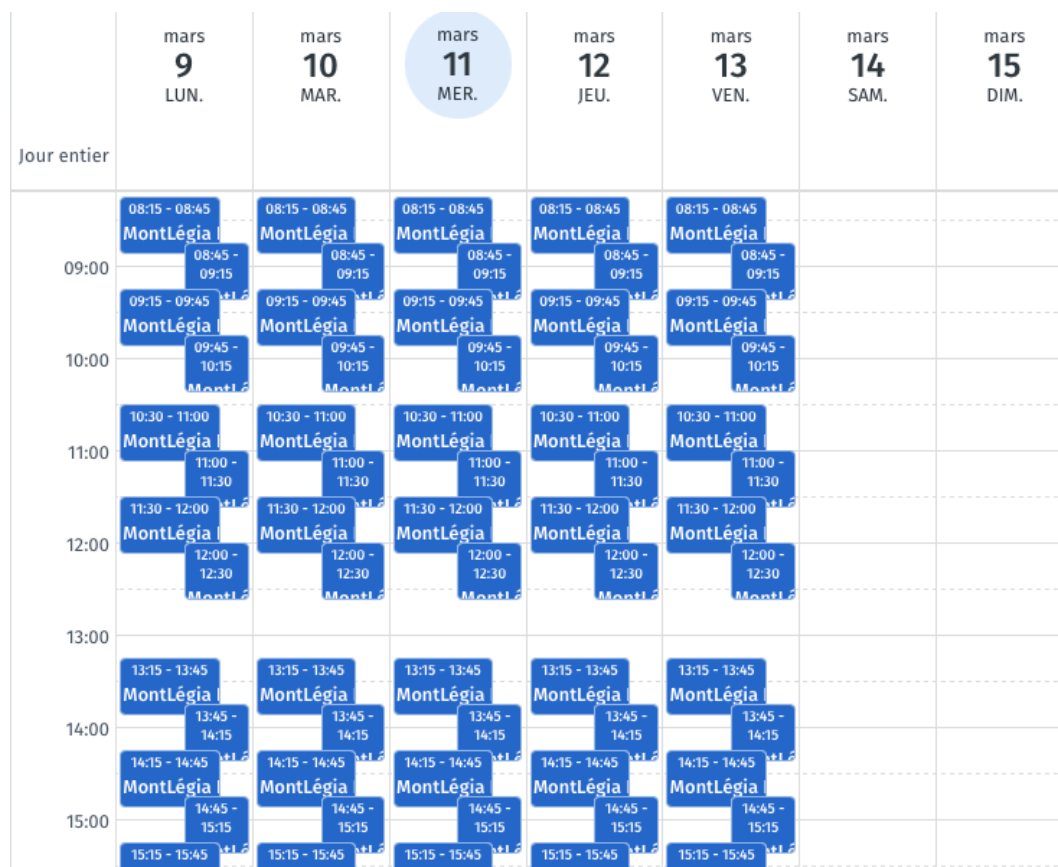 mars mars mars mars mars mars mars
9 10 11 12 13 14 15
LUN. MAR. MER. JEU. VEN. SAM. DIM.
Jour entier
08:15 - 08:45 08:15 - 08:45 08:15 - 08:45 08:15 - 08:45 08:15 - 08:45
MontLégia MontLégia MontLégia MontLégia MontLégia
08:45 - 08:45 - 08:45 - 08:45 - 08:45 -
09:00
09:15 09:15 09:15 09:15 09:15
09:15 - 09:45 09:15 - 09:45 09:15 - 09:45 09:15 - 09:45 09:15 - 09:45
MontLégia MontLégia MontLégia MontLégia MontLégia
09:45 - 09:45 - 09:45 - 09:45 - 09:45 -
10:00
10:15 10:15 10:15 10:15 10:15
MontLé MontLé MontLé MontLé MontLé
10:30 - 11:00 10:30 - 11:00 10:30 - 11:00 10:30 - 11:00 10:30 - 11:00
MontLégia MontLégia MontLégia MontLégia MontLégia
11:00
11:00 - 11:00 - 11:00 - 11:00 - 11:00 -
11:30 11:30 11:30 11:30 11:30
11:30 - 12:00 11:30 - 12:00 11:30 - 12:00 11:30 - 12:00 11:30 - 12:00
MontLégia MontLégia MontLégia MontLégia MontLégia
12:00
12:00 - 12:00 - 12:00 - 12:00 - 12:00 -
12:30 12:30 12:30 12:30 12:30
MontLé MontLé MontLé MontLé MontLé
13:00
13:15 - 13:45 13:15 - 13:45 13:15 - 13:45 13:15 - 13:45 13:15 - 13:45
MontLégia MontLégia MontLégia MontLégia MontLégia
13:45 - 13:45 - 13:45 - 13:45 - 13:45 -
14:00
14:15 14:15 14:15 14:15 14:15
14:15 - 14:45 14:15 - 14:45 14:15 - 14:45 14:15 - 14:45 14:15 - 14:45
MontLégia MontLégia MontLégia MontLégia MontLégia
14:45 - 14:45 - 14:45 - 14:45 - 14:45 -
15:00
15:15 15:15 15:15 15:15 15:15
15:15 - 15:45 15:15 - 15:45 15:15 - 15:45 15:15 - 15:45 15:15 - 15:45